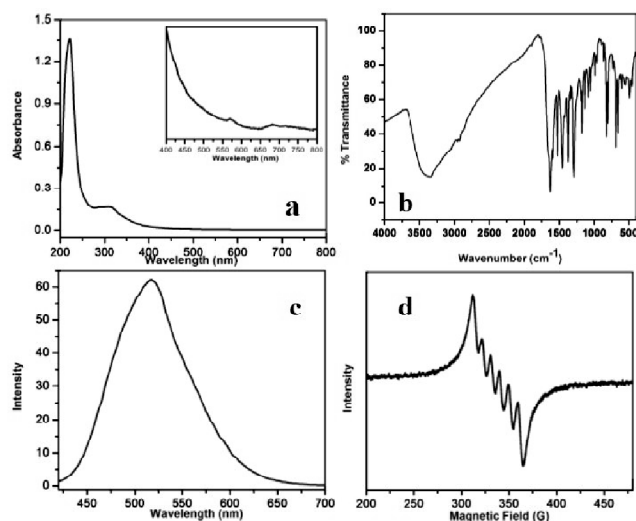 1.5
1.2
0.9
0.6
0.3
0.0
Absorbance
200 300 400 500 600 700 800
Wavelength (nm)
400 450 500 550 600 650 700 750 800
Wavelength (nm)
a
100
80
60
40
20
0
% Transmittance
4000 3500 3000 2500 2000 1500 1000 500
Wavenumber (cm⁻¹)
b
60
50
40
30
20
10
0
Intensity
450 500 550 600 650 700
Wavelength (nm)
c
Intensity
200 250 300 350 400 450
Magnetic Field (G)
d